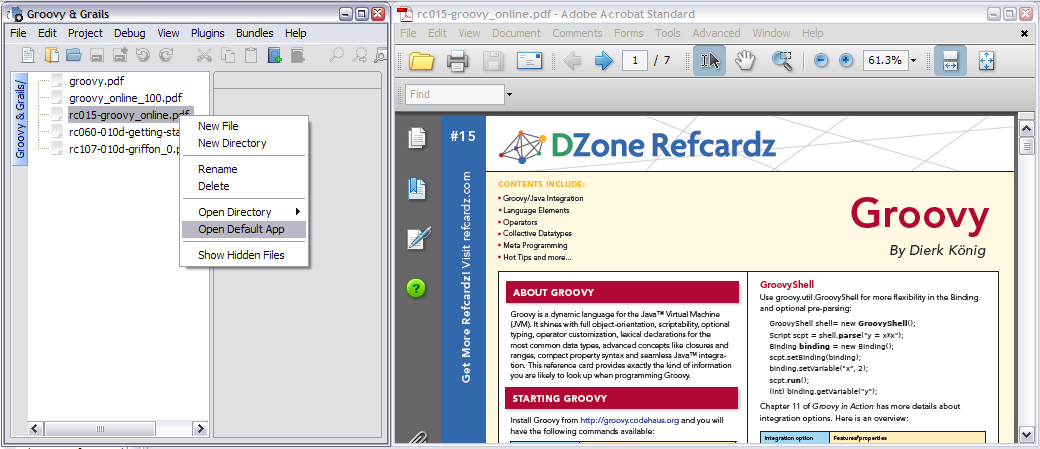 Groovy & Grails
File Edit Project Debug View Plugins Bundles Help
Groovy & Grails/
groovy.pdf
groovy_online_100.pdf
rc015-groovy_online.pdf
rc060-010d-getting-sta
rc107-010d-griffon_0.p
New File
New Directory
Rename
Delete
Open Directory
Open Default App
Show Hidden Files
rc015-groovy_online.pdf - Adobe Acrobat Standard
File Edit View Document Comments Forms Tools Advanced Window Help
1 / 7
61.3%
Find
#15
Get More Refcardz! Visit refcardz.com
DZone Refcardz
CONTENTS INCLUDE:
• Groovy/Java Integration
• Language Elements
• Operators
• Collective Datatypes
• Meta Programming
• Hot Tips and more...
Groovy
By Dierk König
ABOUT GROOVY
Groovy is a dynamic language for the Java™ Virtual Machine
(JVM). It shines with full object-orientation, scriptability, optional
typing, operator customization, lexical declarations for the
most common data types, advanced concepts like closures and
ranges, compact property syntax and seamless Java™ integra-
tion. This reference card provides exactly the kind of information
you are likely to look up when programming Groovy.
STARTING GROOVY
Install Groovy from http://groovy.codehaus.org and you will
have the following commands available:
GroovyShell
Use groovy.util.GroovyShell for more flexibility in the Binding
and optional pre-parsing:
GroovyShell shell= new GroovyShell();
Script scpt = shell.parse("y = x*x");
Binding binding = new Binding();
scpt.setBinding(binding);
binding.setVariable("x", 2);
scpt.run();
(int) binding.getVariable("y");
Chapter 11 of Groovy in Action has more details about
integration options. Here is an overview:
Integration option Features/properties